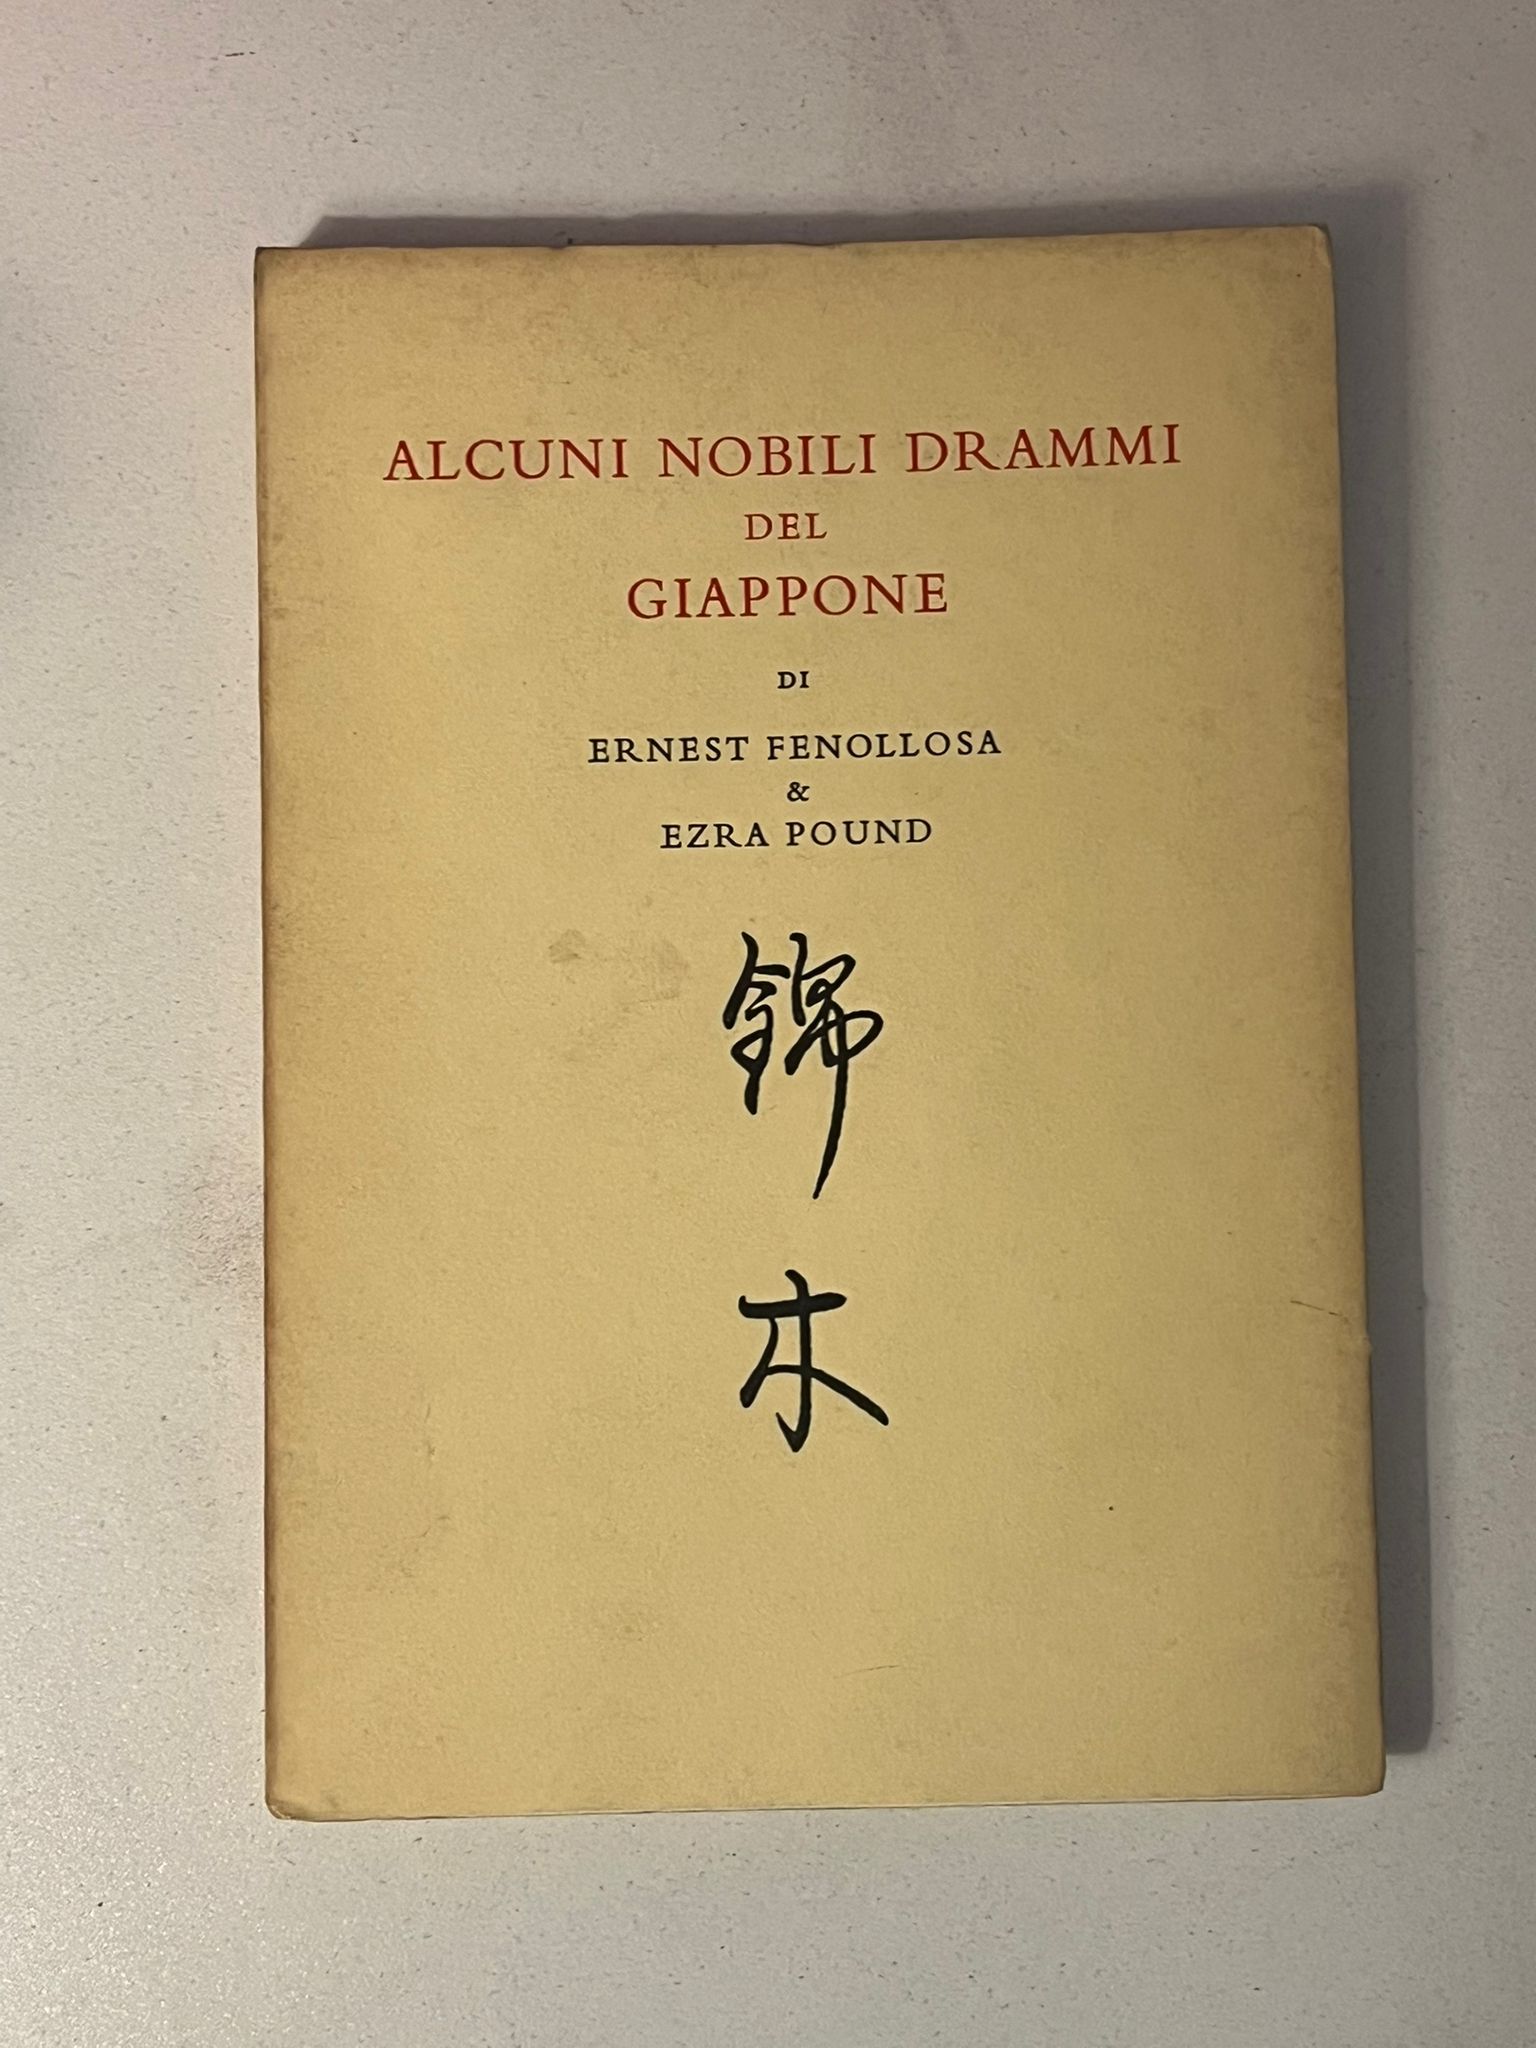 ALCUNI NOBILI DRAMMI
DEL
GIAPPONE
DI
ERNEST FENOLLOSA
&
EZRA POUND
錦
木